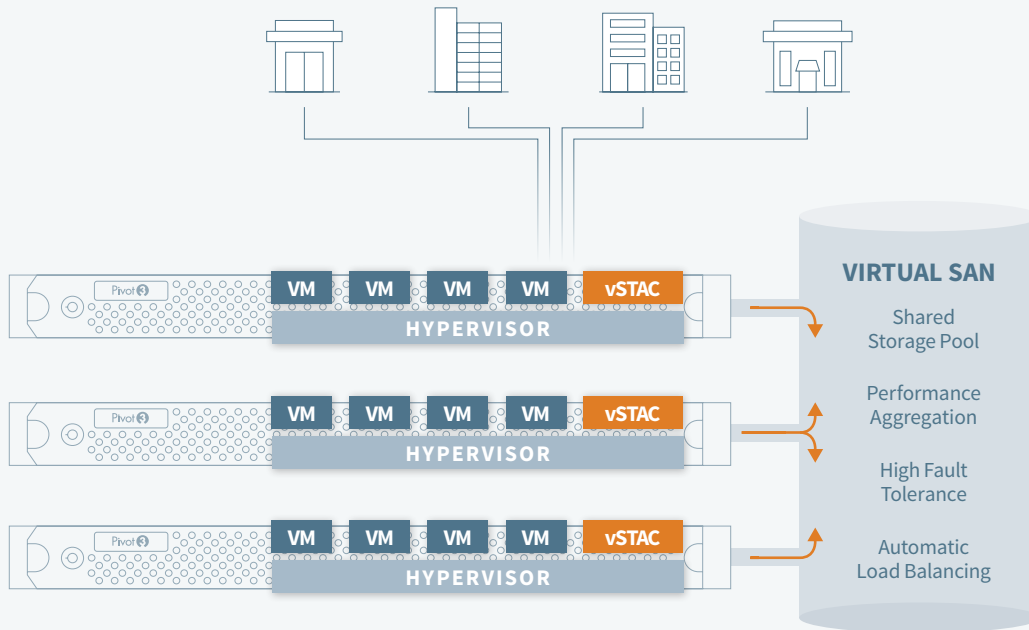 Pivot3
VM VM VM VM vSTAC
HYPERVISOR
Pivot3
VM VM VM VM vSTAC
HYPERVISOR
Pivot3
VM VM VM VM vSTAC
HYPERVISOR
VIRTUAL SAN
Shared
Storage Pool
Performance
Aggregation
High Fault
Tolerance
Automatic
Load Balancing